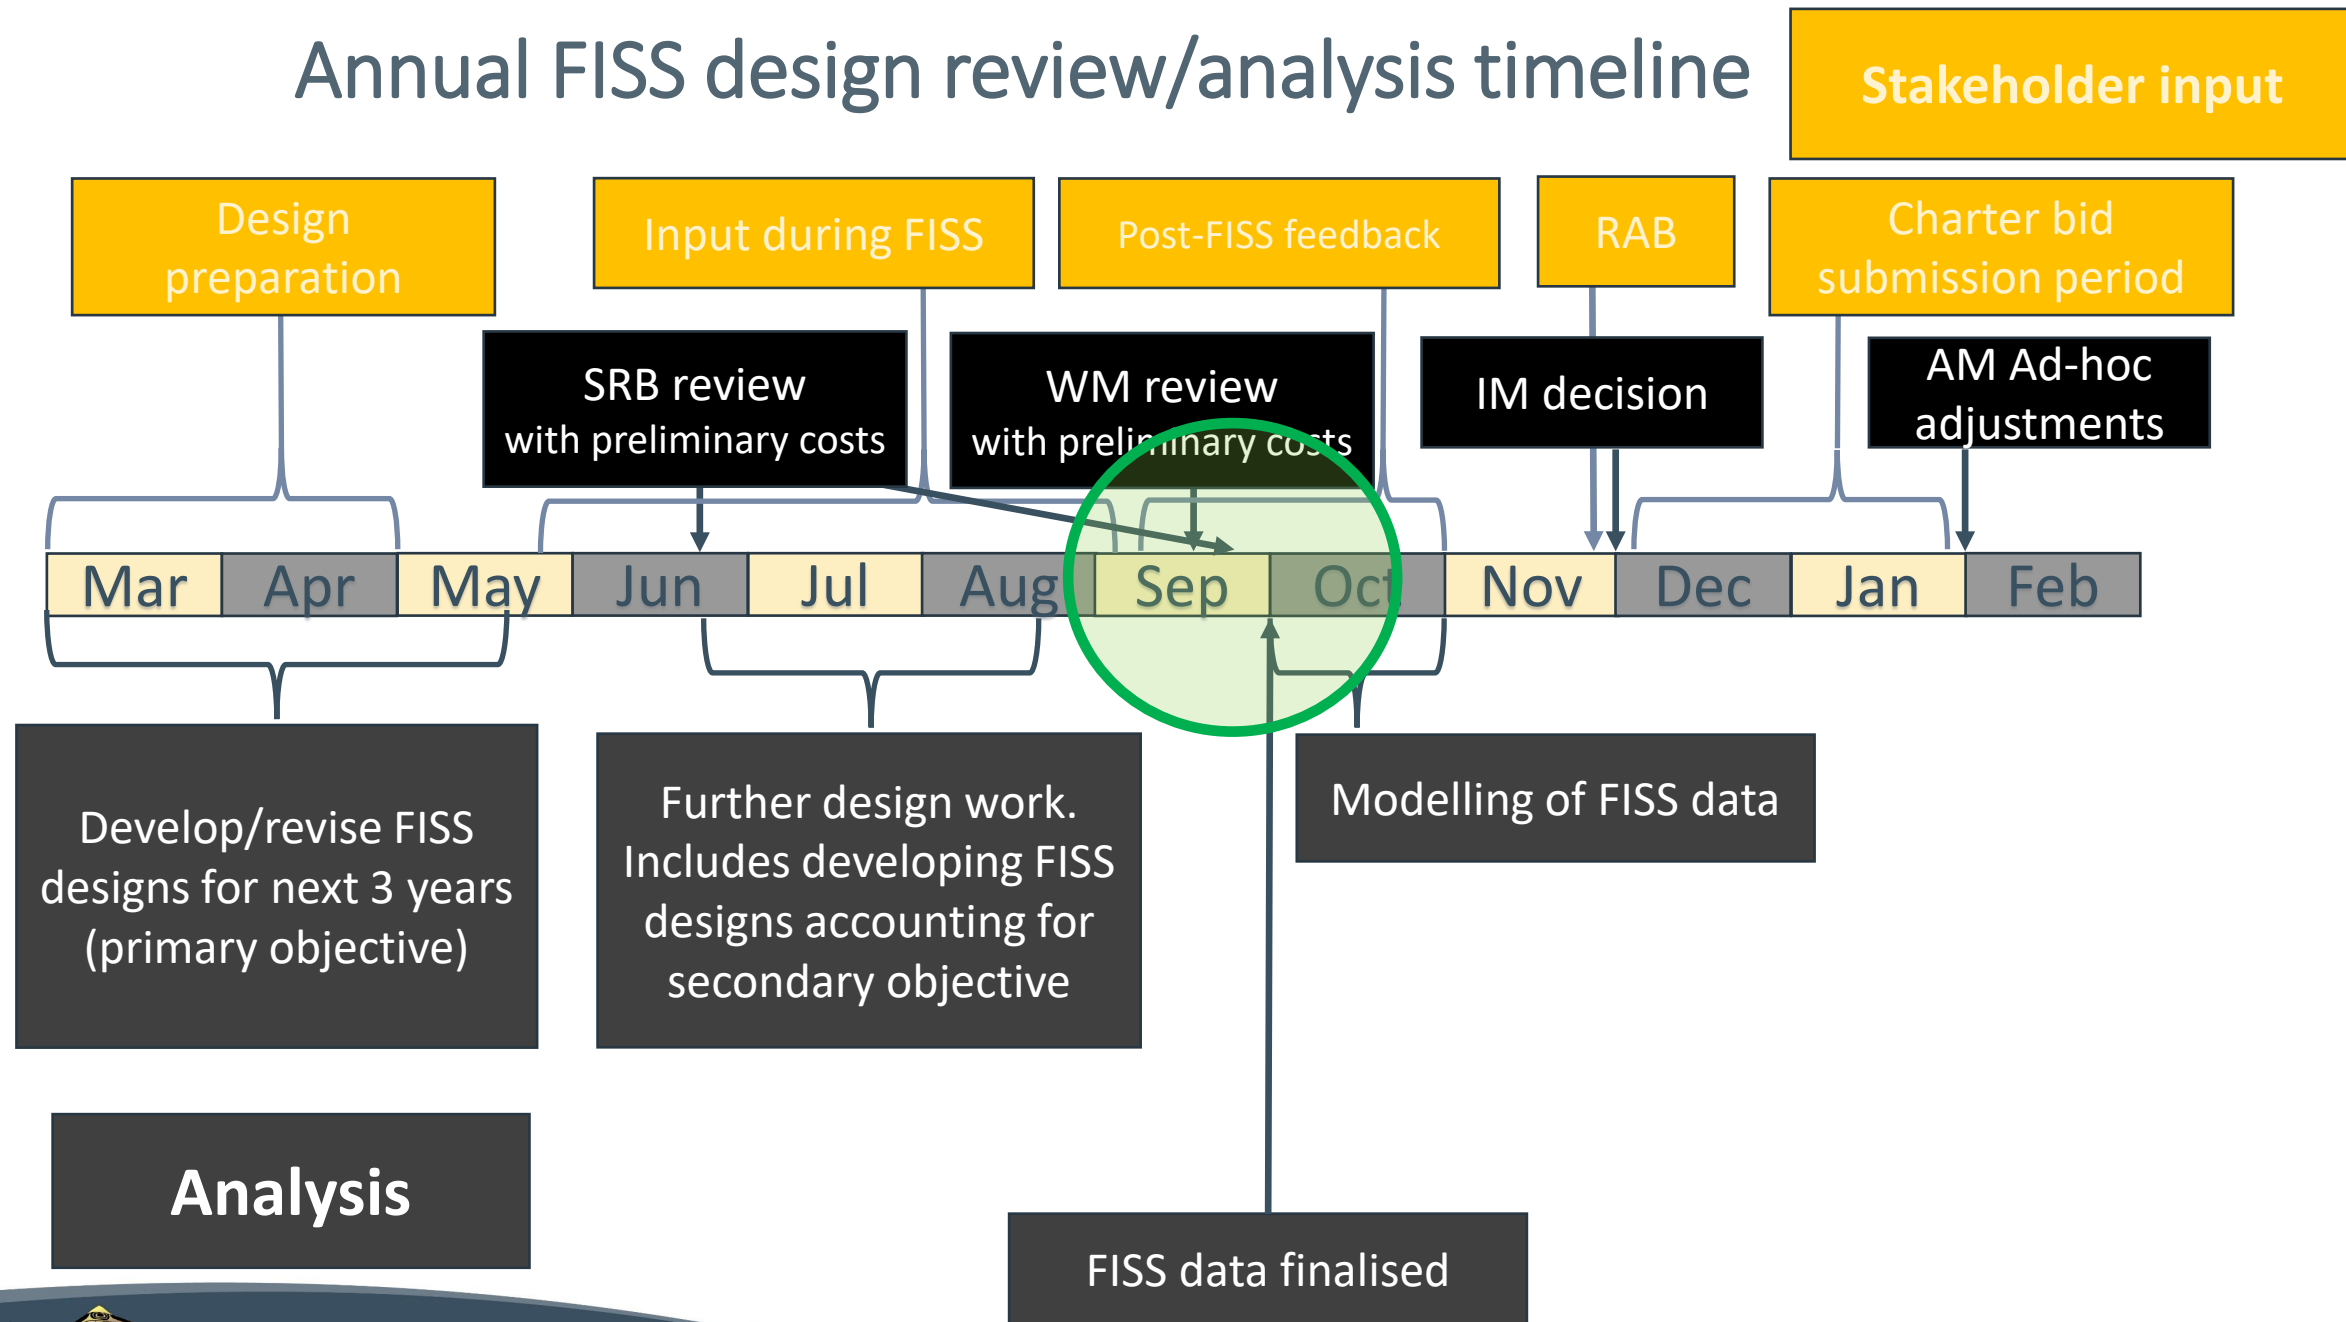 Annual FISS design review/analysis timeline
Stakeholder input
Design
preparation
Input during FISS
Post-FISS feedback
RAB
Charter bid
submission period
SRB review
with preliminary costs
WM review
with preliminary costs
IM decision
AM Ad-hoc
adjustments
Mar
Apr
May
Jun
Jul
Aug
Sep
Oct
Nov
Dec
Jan
Feb
Develop/revise FISS
designs for next 3 years
(primary objective)
Further design work.
Includes developing FISS
designs accounting for
secondary objective
Modelling of FISS data
Analysis
FISS data finalised